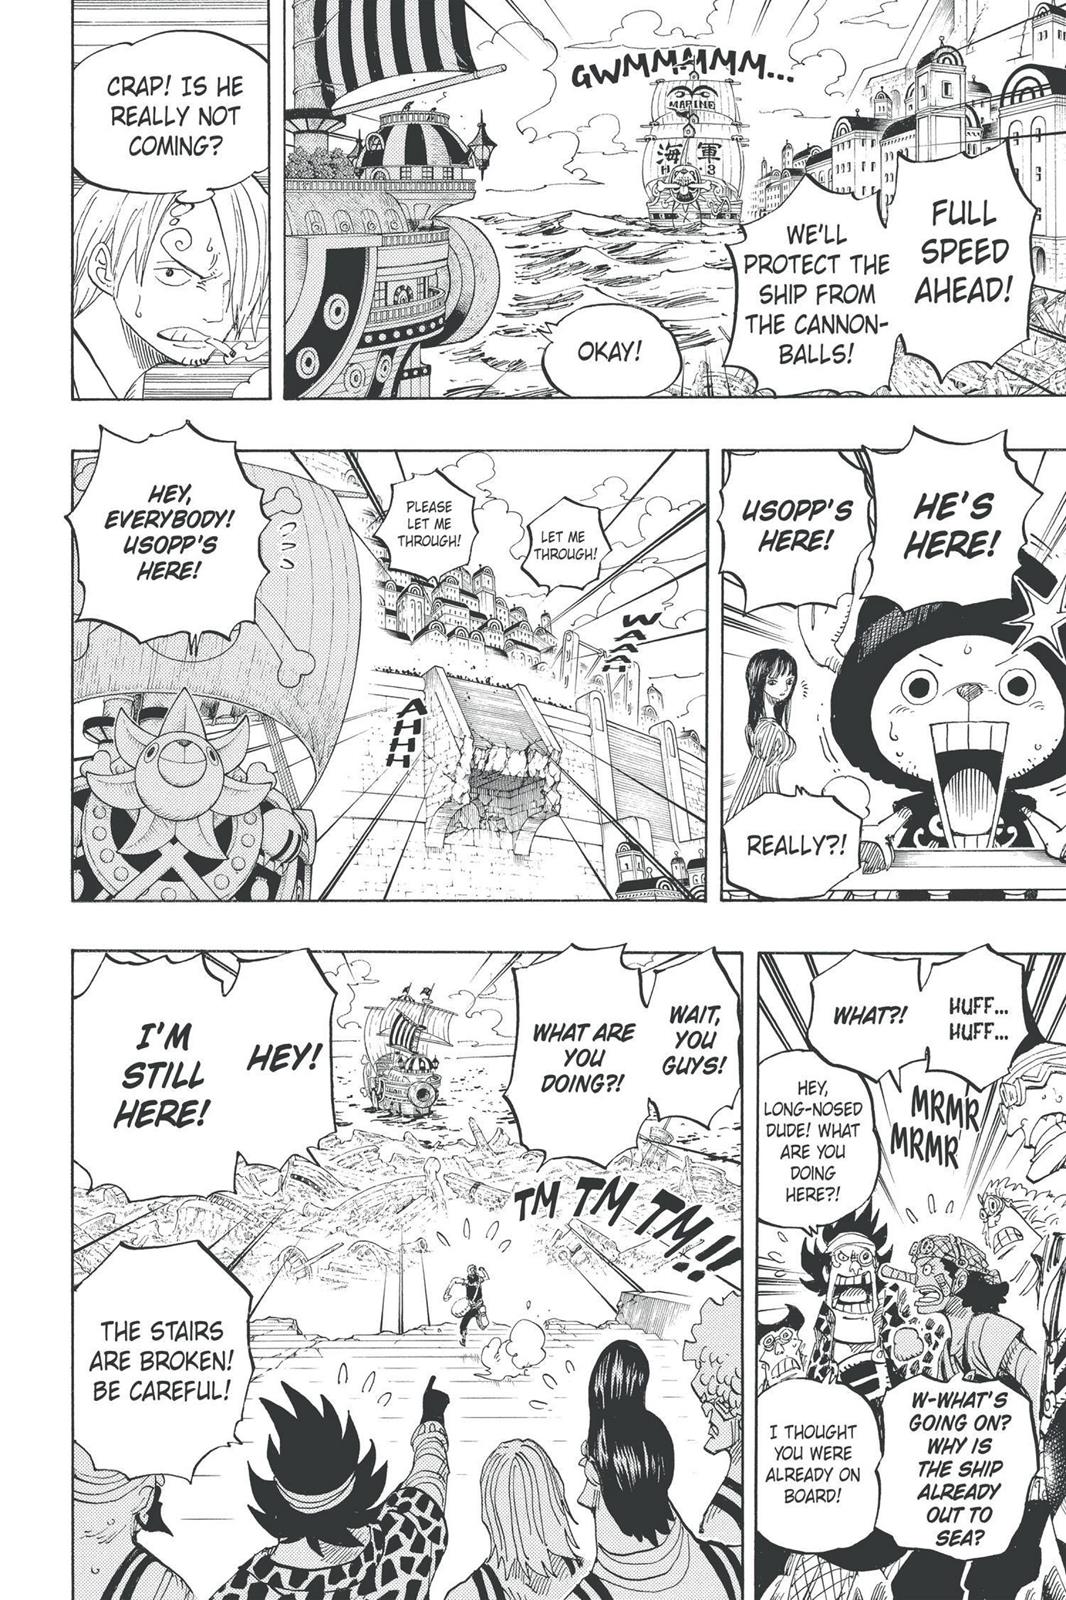 FULL
SPEED
AHEAD!
WE'LL
PROTECT THE
SHIP FROM
THE CANNON-
BALLS!
OKAY!
GWMMMMM...
MARINE
海軍
CRAP! IS HE
REALLY NOT
COMING?
HE'S
HERE!
USOPP'S
HERE!
REALLY?!
LET ME
THROUGH!
PLEASE
LET ME
THROUGH!
WAAAH
AHHH
HEY,
EVERYBODY!
USOPP'S
HERE!
HUFF...
HUFF...
WHAT?!
MRMR
MRMR
HEY,
LONG-NOSED
DUDE! WHAT
ARE YOU
DOING
HERE?!
W-WHAT'S
GOING ON?
WHY IS
THE SHIP
ALREADY
OUT TO
SEA?
I THOUGHT
YOU WERE
ALREADY ON
BOARD!
WAIT,
YOU
GUYS!
WHAT ARE
YOU
DOING?!
HEY!
I'M
STILL
HERE!
TM TM TM!!
THE STAIRS
ARE BROKEN!
BE CAREFUL!